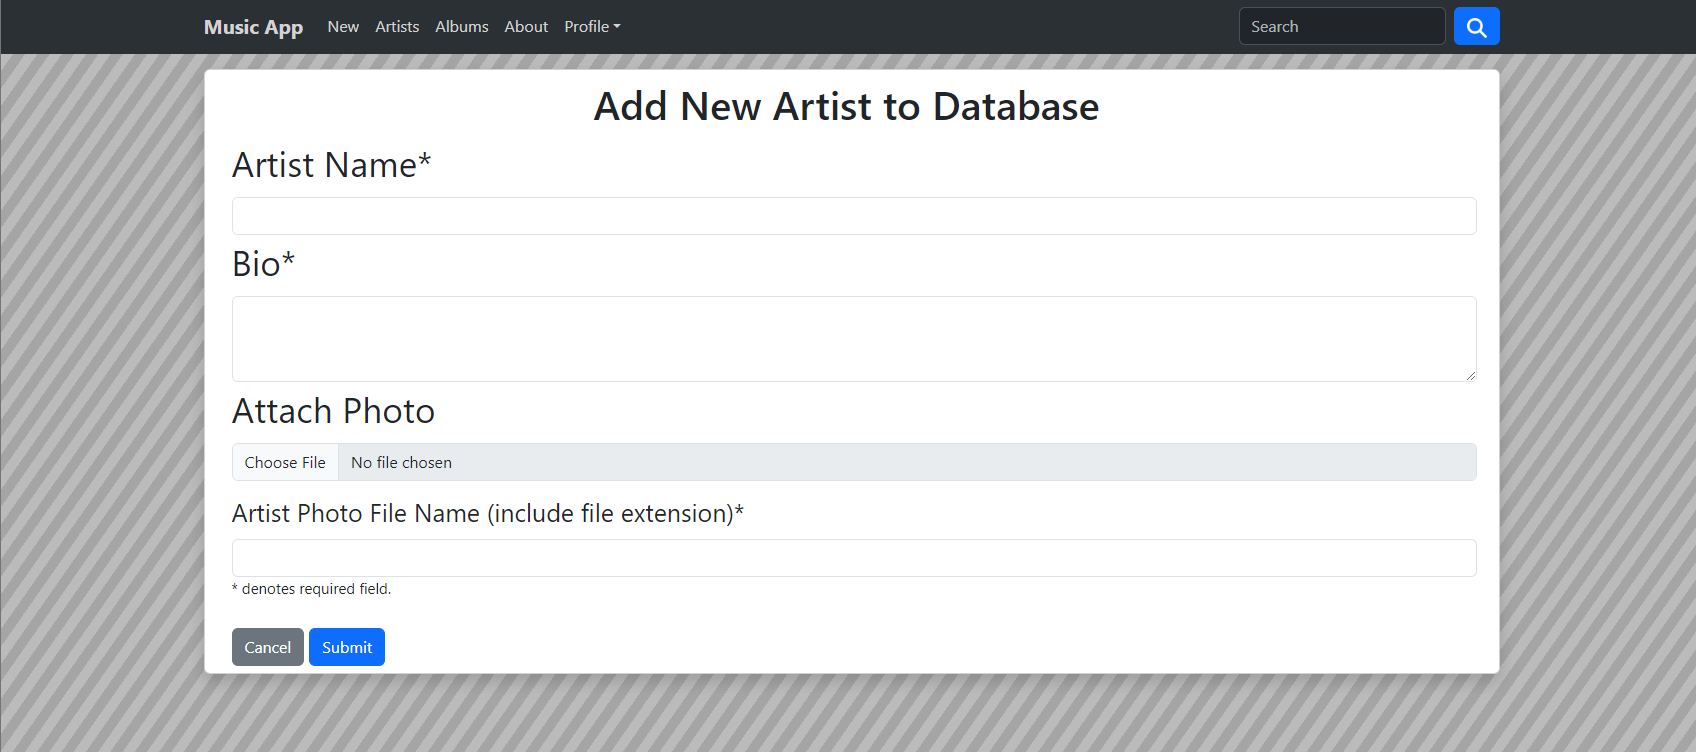 Music App New Artists Albums About Profile Search
Add New Artist to Database
Artist Name*
Bio*
Attach Photo
Choose File No file chosen
Artist Photo File Name (include file extension)*
* denotes required field.
Cancel Submit